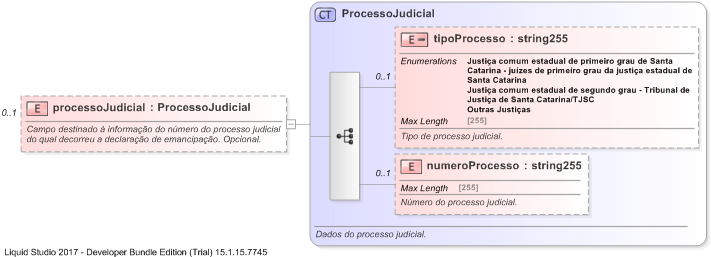 CT ProcessoJudicial
E tipoProcesso : string255
Enumerations Justiça comum estadual de primeiro grau de Santa
Catarina - juízes de primeiro grau da justiça estadual de
Santa Catarina
0..1
Justiça comum estadual de segundo grau - Tribunal de
Justiça de Santa Catarina/TJSC
Outras Justiças
Max Length [255]
Tipo de processo judicial.
0..1 E processoJudicial : ProcessoJudicial
Campo destinado à informação do número do processo judicial
do qual decorreu a declaração de emancipação. Opcional.
0..1 E numeroProcesso : string255
Max Length [255]
Número do processo judicial.
Dados do processo judicial.
Liquid Studio 2017 - Developer Bundle Edition (Trial) 15.1.15.7745